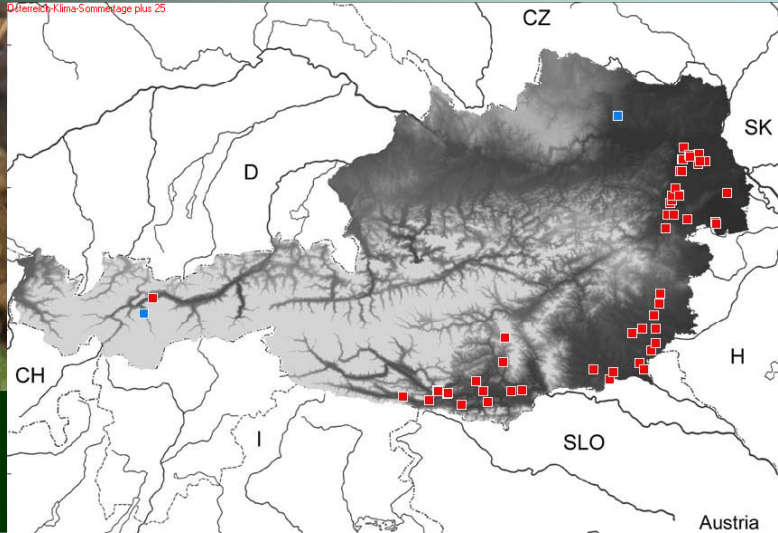 Österreich-Klima-Sommertage plus 25
CZ
SK
D
CH
H
I
SLO
Austria